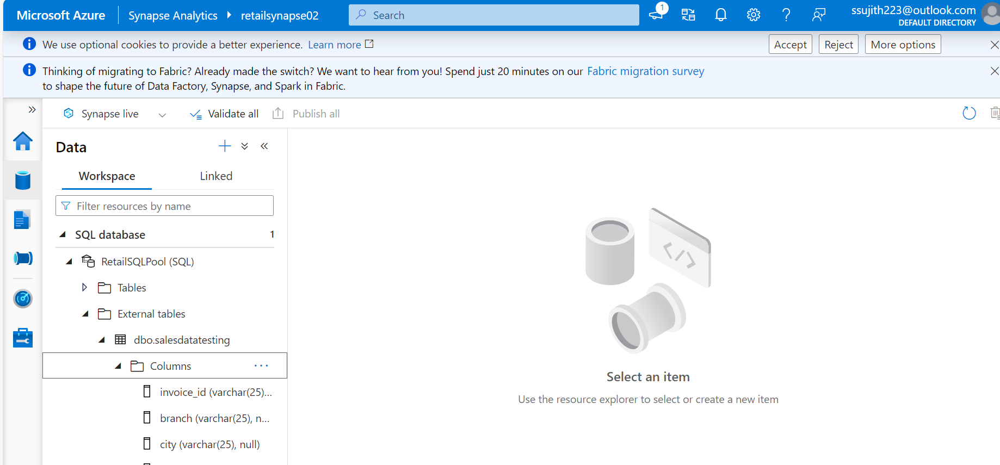 Microsoft Azure
Synapse Analytics
retailsynapse02
Search
1
ssujith223@outlook.com
DEFAULT DIRECTORY
We use optional cookies to provide a better experience. Learn more
Accept
Reject
More options
Thinking of migrating to Fabric? Already made the switch? We want to hear from you! Spend just 20 minutes on our Fabric migration survey
to shape the future of Data Factory, Synapse, and Spark in Fabric.
Synapse live
Validate all
Publish all
Data
Workspace
Linked
Filter resources by name
SQL database 1
RetailSQLPool (SQL)
Tables
External tables
dbo.salesdatatesting
Columns ...
invoice_id (varchar(25)...
branch (varchar(25), n...
city (varchar(25), null)
Select an item
Use the resource explorer to select or create a new item